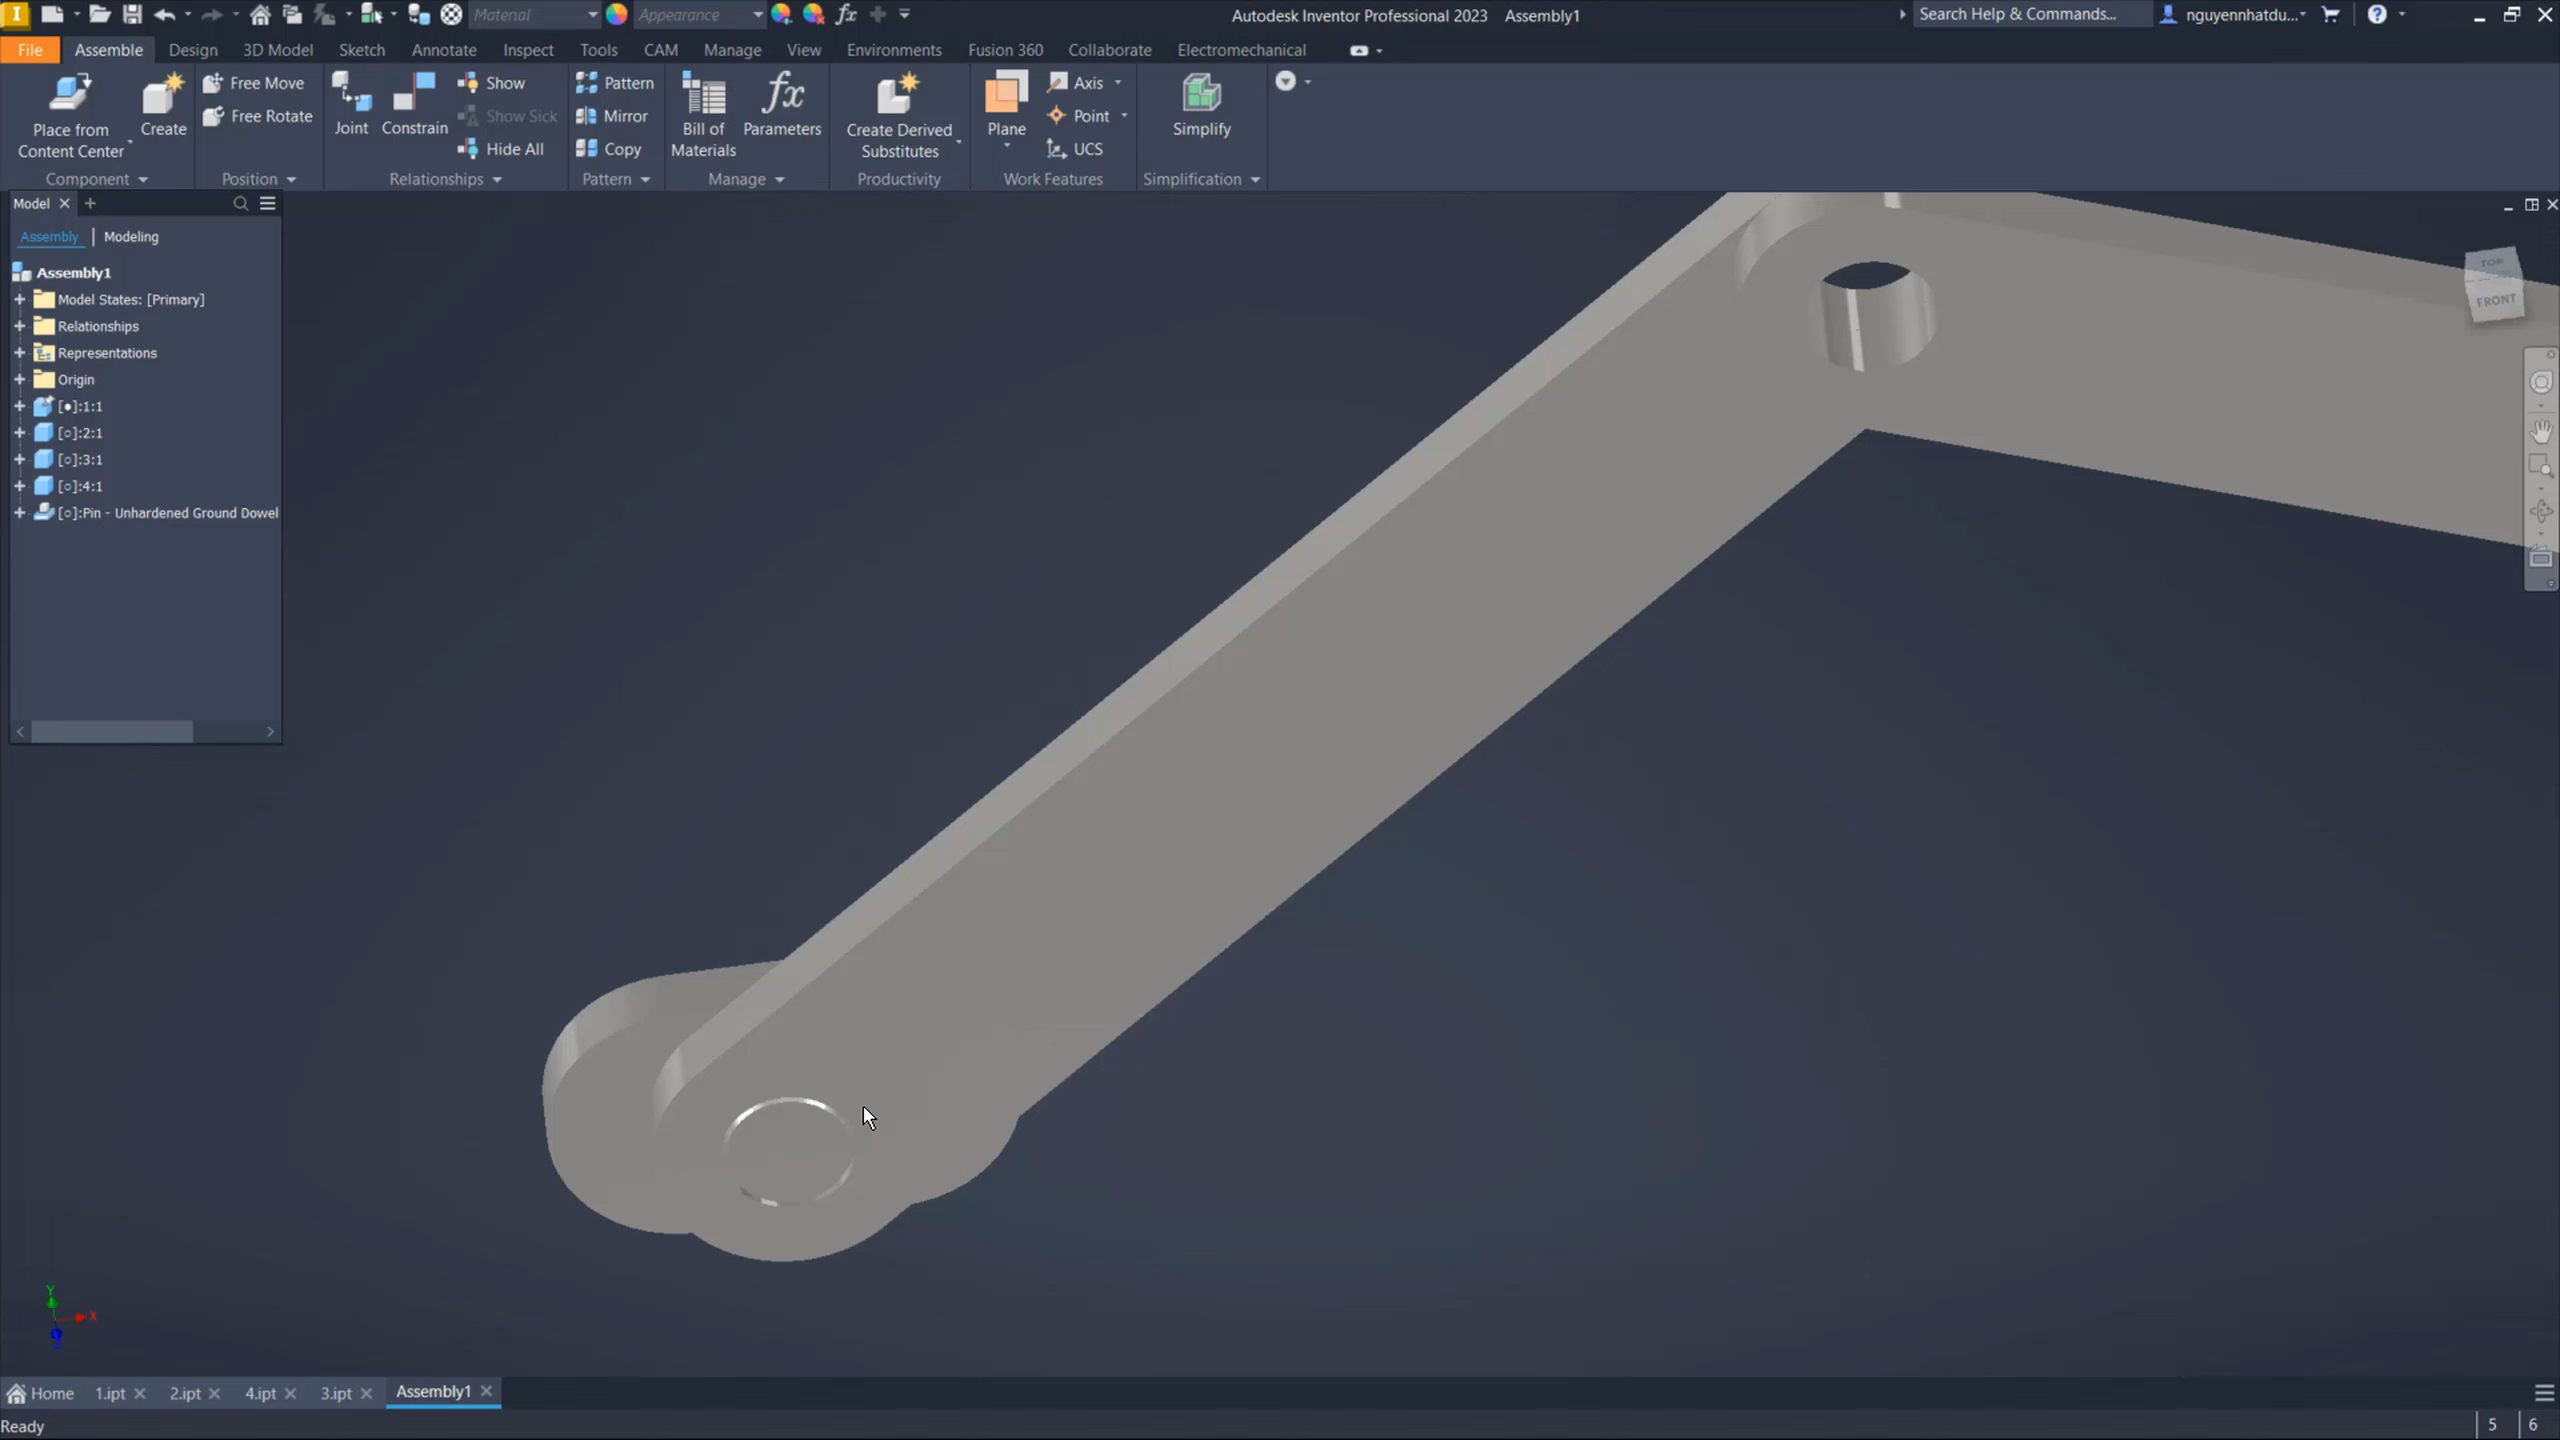 Material
Appearance
fx
Autodesk Inventor Professional 2023 Assembly1
Search Help & Commands...
nguyennhatdu...
File Assemble Design 3D Model Sketch Annotate Inspect Tools CAM Manage View Environments Fusion 360 Collaborate Electromechanical
Place from
Content Center
Create
Free Move
Free Rotate
Joint
Constrain
Show
Show Sick
Hide All
Pattern
Mirror
Copy
Bill of
Materials
fx
Parameters
Create Derived
Substitutes
Plane
Axis
Point
UCS
Simplify
Component Position Relationships Pattern Manage Productivity Work Features Simplification
Model
Assembly | Modeling
Assembly1
Model States: [Primary]
Relationships
Representations
Origin
[●]:1:1
[○]:2:1
[○]:3:1
[○]:4:1
[○]:Pin - Unhardened Ground Dowel
TOP
FRONT
Y
X
Home 1.ipt 2.ipt 4.ipt 3.ipt Assembly1
Ready
5 6